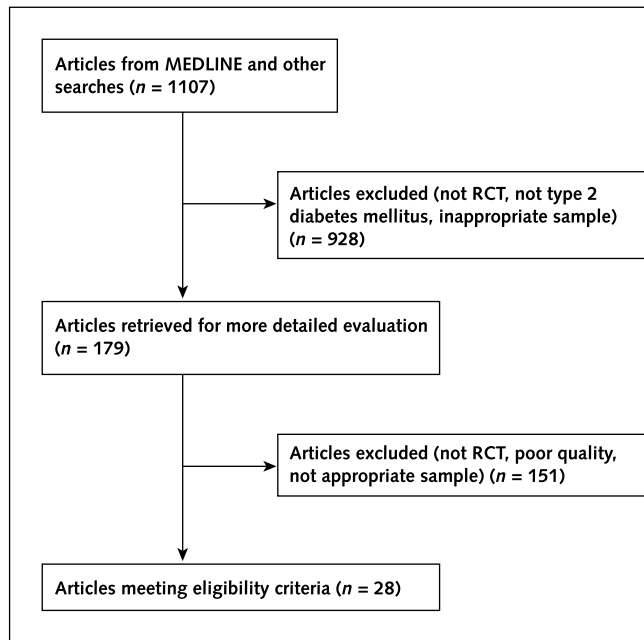 Articles from MEDLINE and other
searches (n = 1107)
Articles excluded (not RCT, not type 2
diabetes mellitus, inappropriate sample)
(n = 928)
Articles retrieved for more detailed evaluation
(n = 179)
Articles excluded (not RCT, poor quality,
not appropriate sample) (n = 151)
Articles meeting eligibility criteria (n = 28)